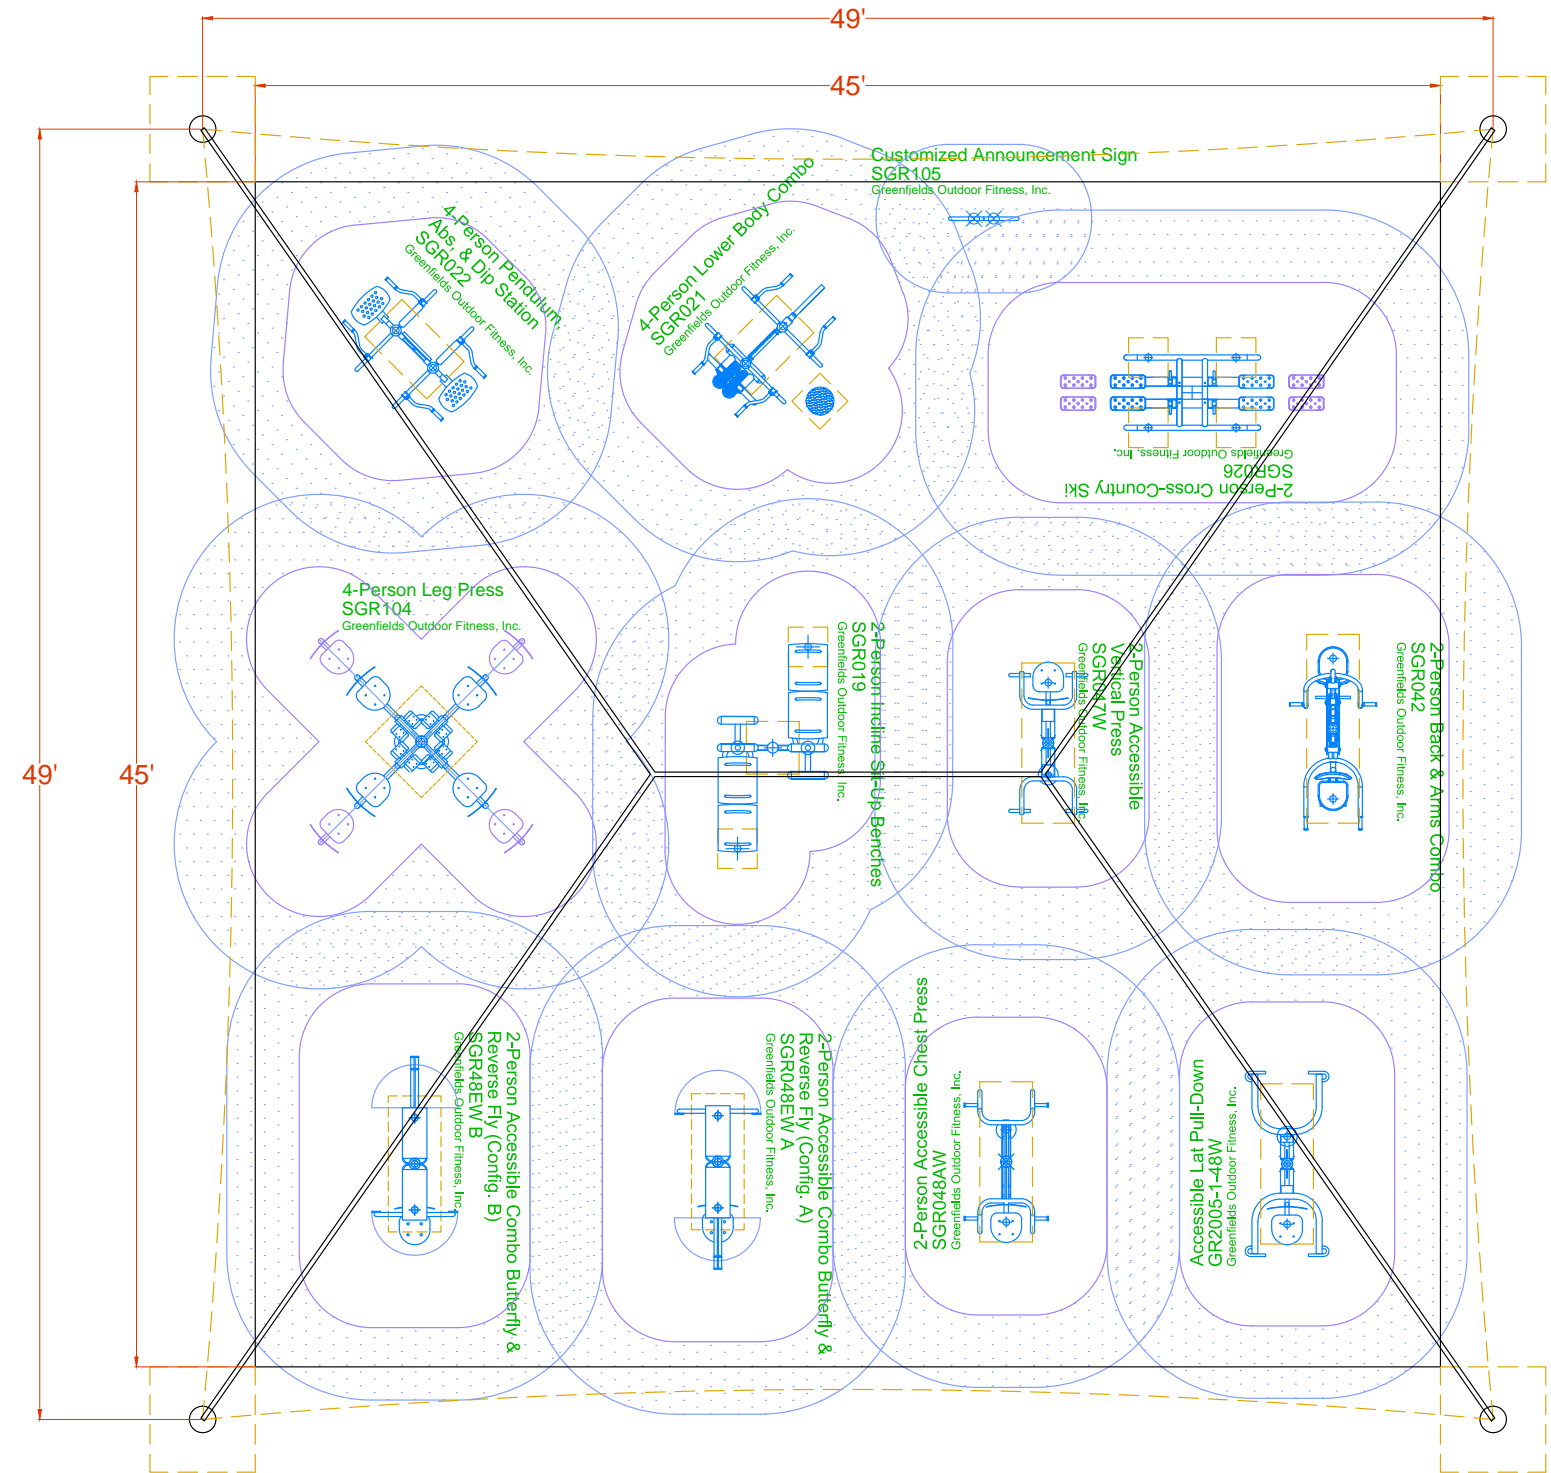 49'
45'
Customized Announcement Sign
SGR105
Greenfields Outdoor Fitness, Inc.
4-Person Pendulum,
Abs, & Dip Station
SGR022
Greenfields Outdoor Fitness, Inc.
4-Person Lower Body Combo
SGR021
Greenfields Outdoor Fitness, Inc.
2-Person Cross-Country Ski
SGR026
Greenfields Outdoor Fitness, Inc.
4-Person Leg Press
SGR104
Greenfields Outdoor Fitness, Inc.
2-Person Incline Sit-Up Benches
SGR019
Greenfields Outdoor Fitness, Inc.
2-Person Accessible
Vertical Press
SGR047W
Greenfields Outdoor Fitness, Inc.
2-Person Back & Arms Combo
SGR042
Greenfields Outdoor Fitness, Inc.
49'
45'
2-Person Accessible Combo Butterfly &
Reverse Fly (Config. B)
SGR48EW B
Greenfields Outdoor Fitness, Inc.
2-Person Accessible Combo Butterfly &
Reverse Fly (Config. A)
SGR048EW A
Greenfields Outdoor Fitness, Inc.
2-Person Accessible Chest Press
SGR048AW
Greenfields Outdoor Fitness, Inc.
Accessible Lat Pull-Down
GR2005-1-48W
Greenfields Outdoor Fitness, Inc.